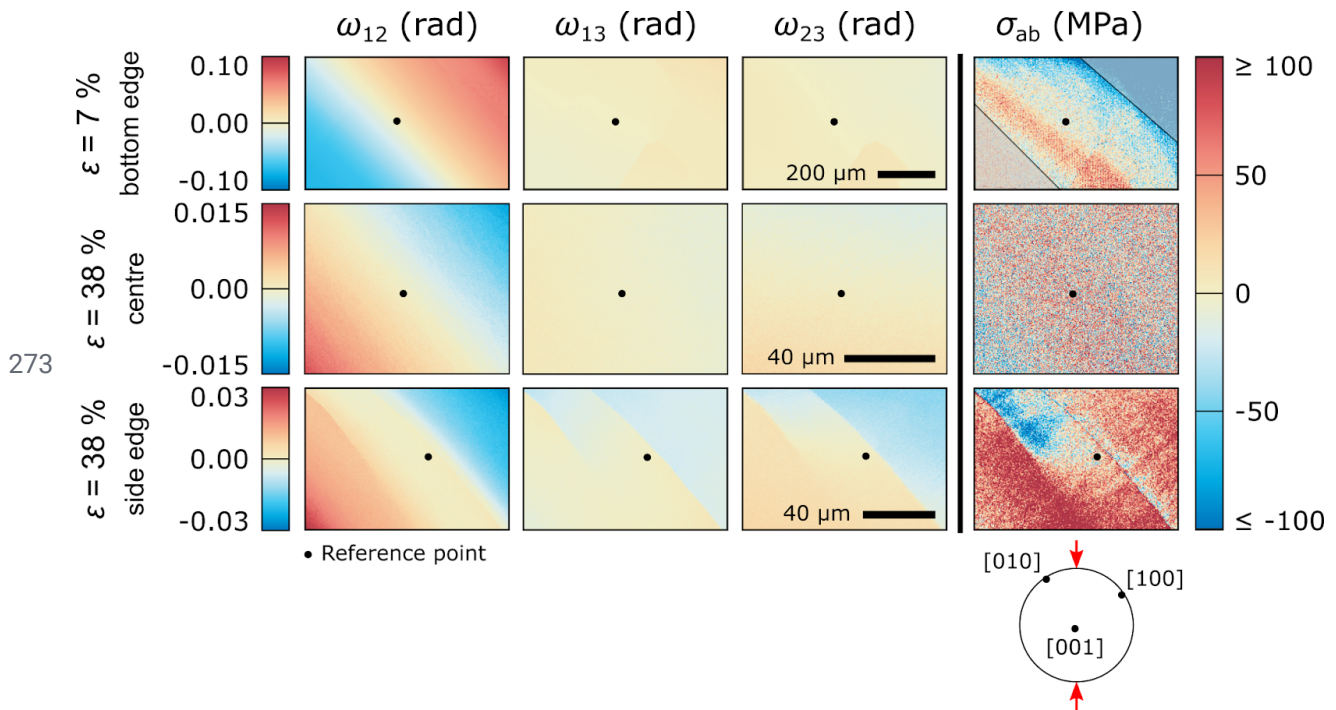 ω12 (rad) ω13 (rad) ω23 (rad) σab (MPa)
ε = 7 %
bottom edge
0.10
0.00
-0.10
200 μm
≥ 100
50
0
-50
≤ -100
ε = 38 %
centre
0.015
0.00
-0.015
40 μm
273
ε = 38 %
side edge
0.03
0.00
-0.03
40 μm
• Reference point
[010]
[100]
[001]